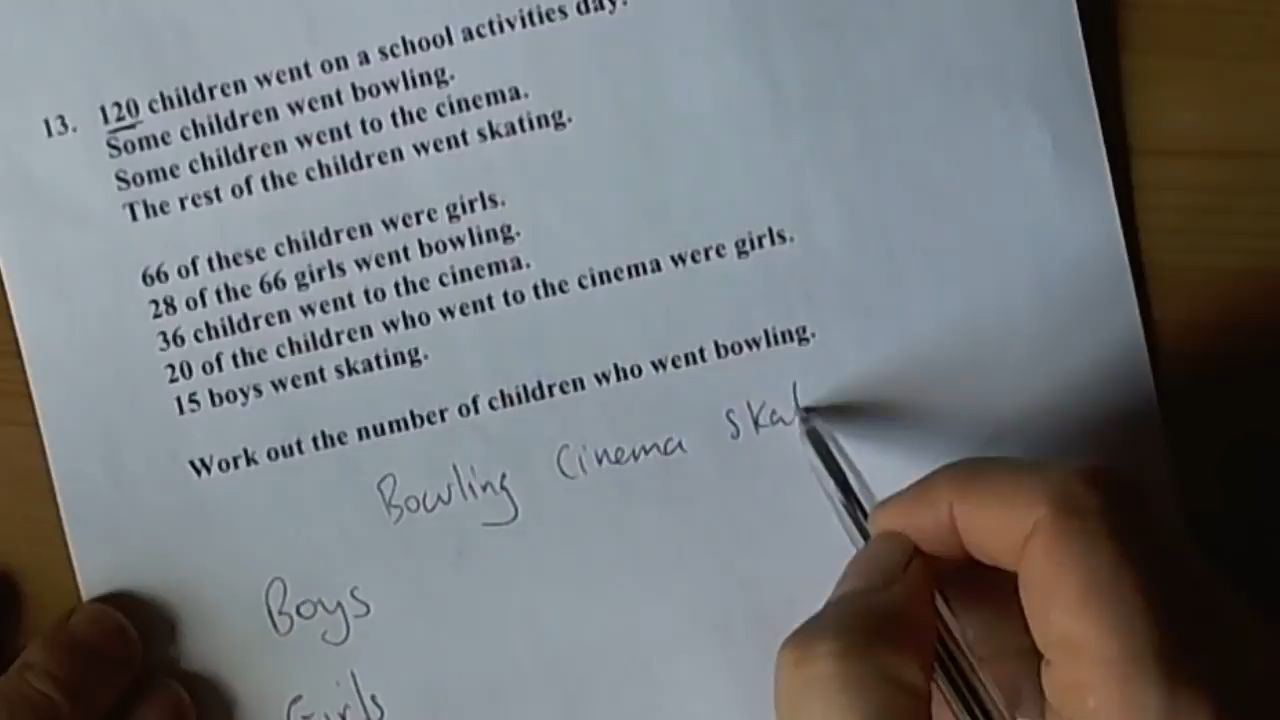 13. 120 children went on a school activities day.
Some children went bowling.
Some children went to the cinema.
The rest of the children went skating.
66 of these children were girls.
28 of the 66 girls went bowling.
36 children went to the cinema.
20 of the children who went to the cinema were girls.
15 boys went skating.
Work out the number of children who went bowling.
Bowling Cinema Skat
Boys
Girls